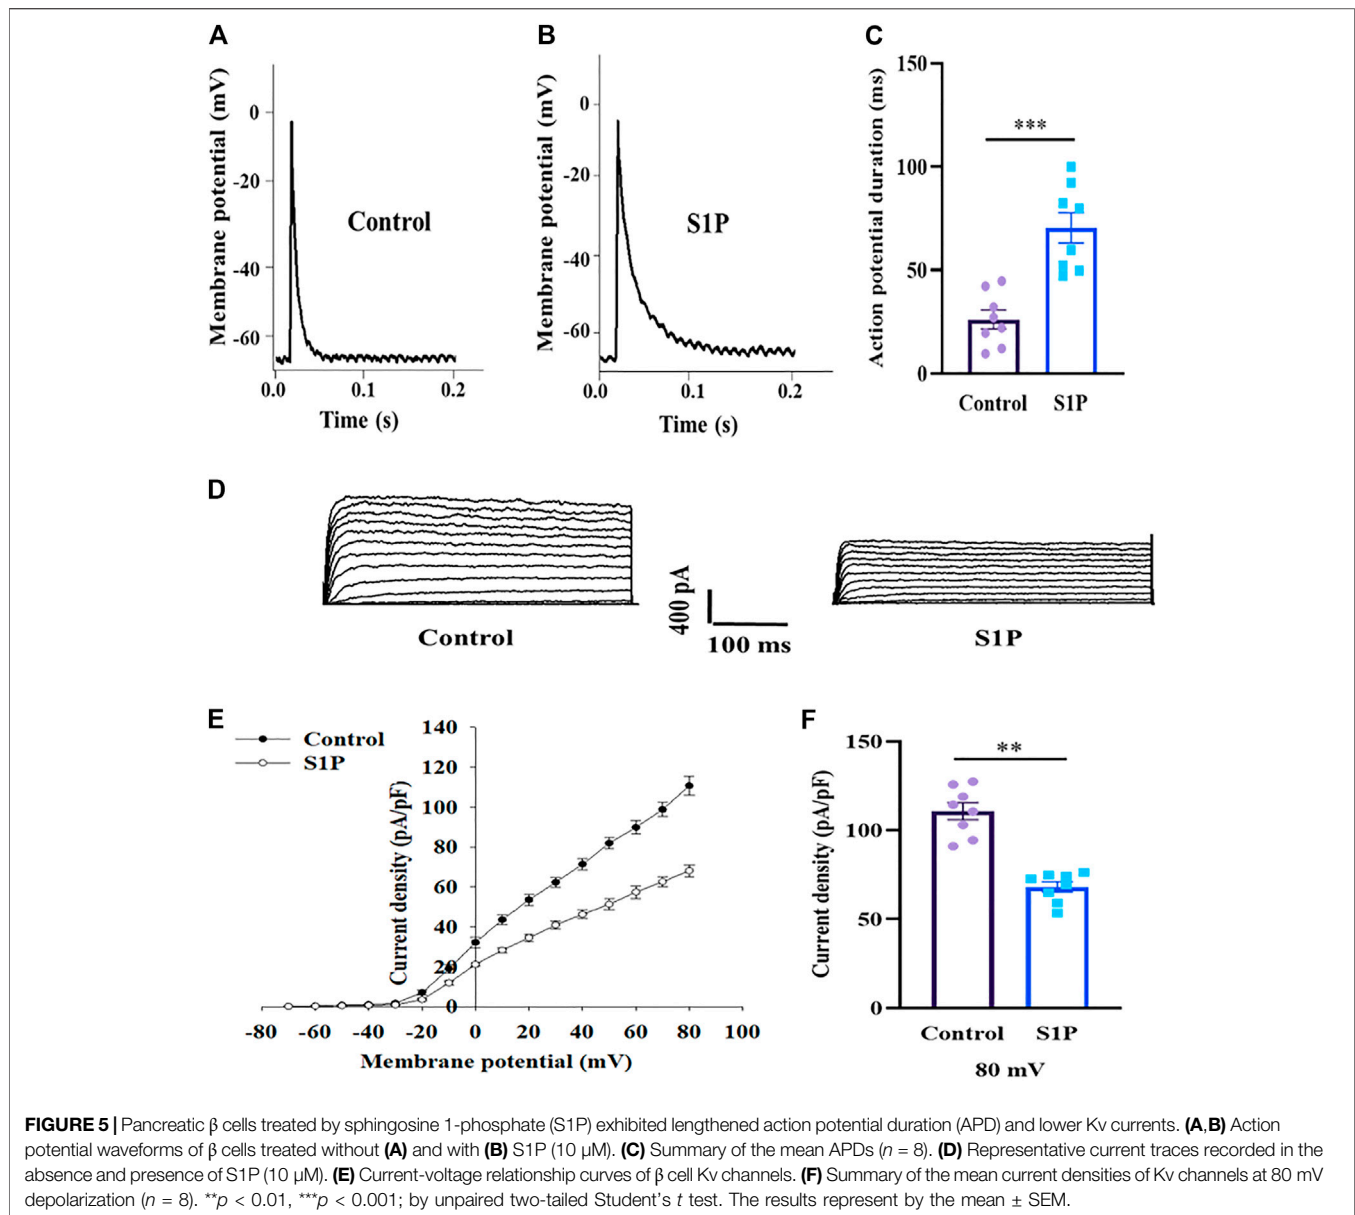 A
B
C
Membrane potential (mV)
0
-20
-40
-60
Control
0.0
0.1
0.2
Time (s)
Membrane potential (mV)
0
-20
-40
-60
S1P
0.0
0.1
0.2
Time (s)
Action potential duration (ms)
150
100
50
0
***
Control
S1P
D
Control
400 pA
100 ms
S1P
E
Control
S1P
Current density (pA/pF)
140
120
100
80
60
40
20
0
-80
-60
-40
-20
0
20
40
60
80
100
Membrane potential (mV)
F
Current density (pA/pF)
150
100
50
0
**
Control
S1P
80 mV
FIGURE 5 | Pancreatic β cells treated by sphingosine 1-phosphate (S1P) exhibited lengthened action potential duration (APD) and lower Kv currents. (A,B) Action
potential waveforms of β cells treated without (A) and with (B) S1P (10 μM). (C) Summary of the mean APDs (n = 8). (D) Representative current traces recorded in the
absence and presence of S1P (10 μM). (E) Current-voltage relationship curves of β cell Kv channels. (F) Summary of the mean current densities of Kv channels at 80 mV
depolarization (n = 8). **p < 0.01, ***p < 0.001; by unpaired two-tailed Student's t test. The results represent by the mean ± SEM.